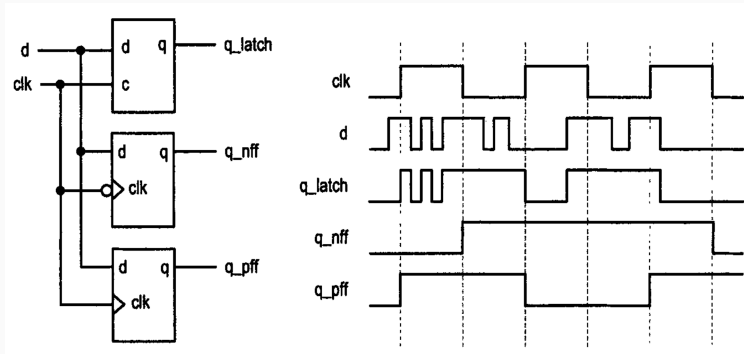 d
clk
d q
c
q_latch
d q
clk
q_nff
d q
clk
q_pff
clk
d
q_latch
q_nff
q_pff